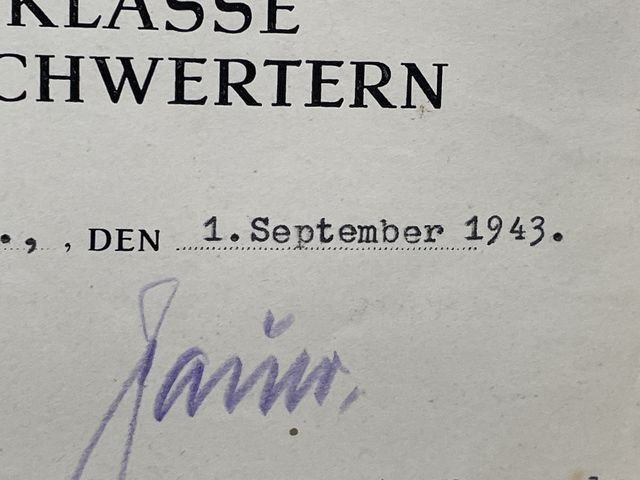 KLASSE
CHWERTERN
., , DEN 1. September 1943.